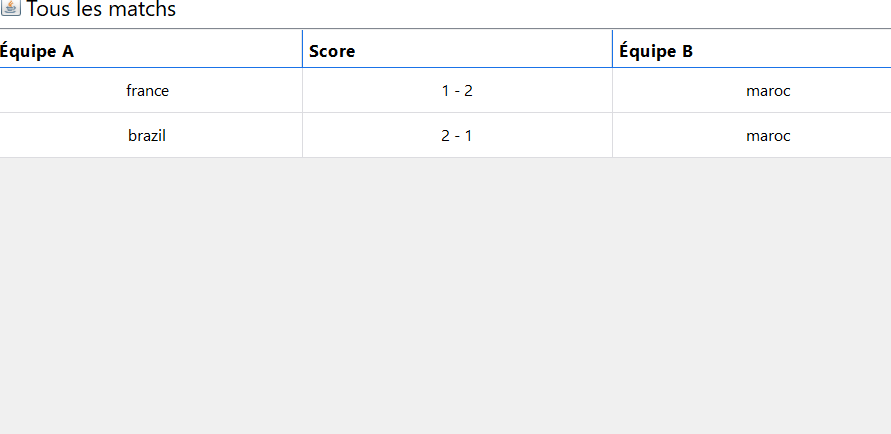 Tous les matchs
Équipe A Score Équipe B
france 1 - 2 maroc
brazil 2 - 1 maroc